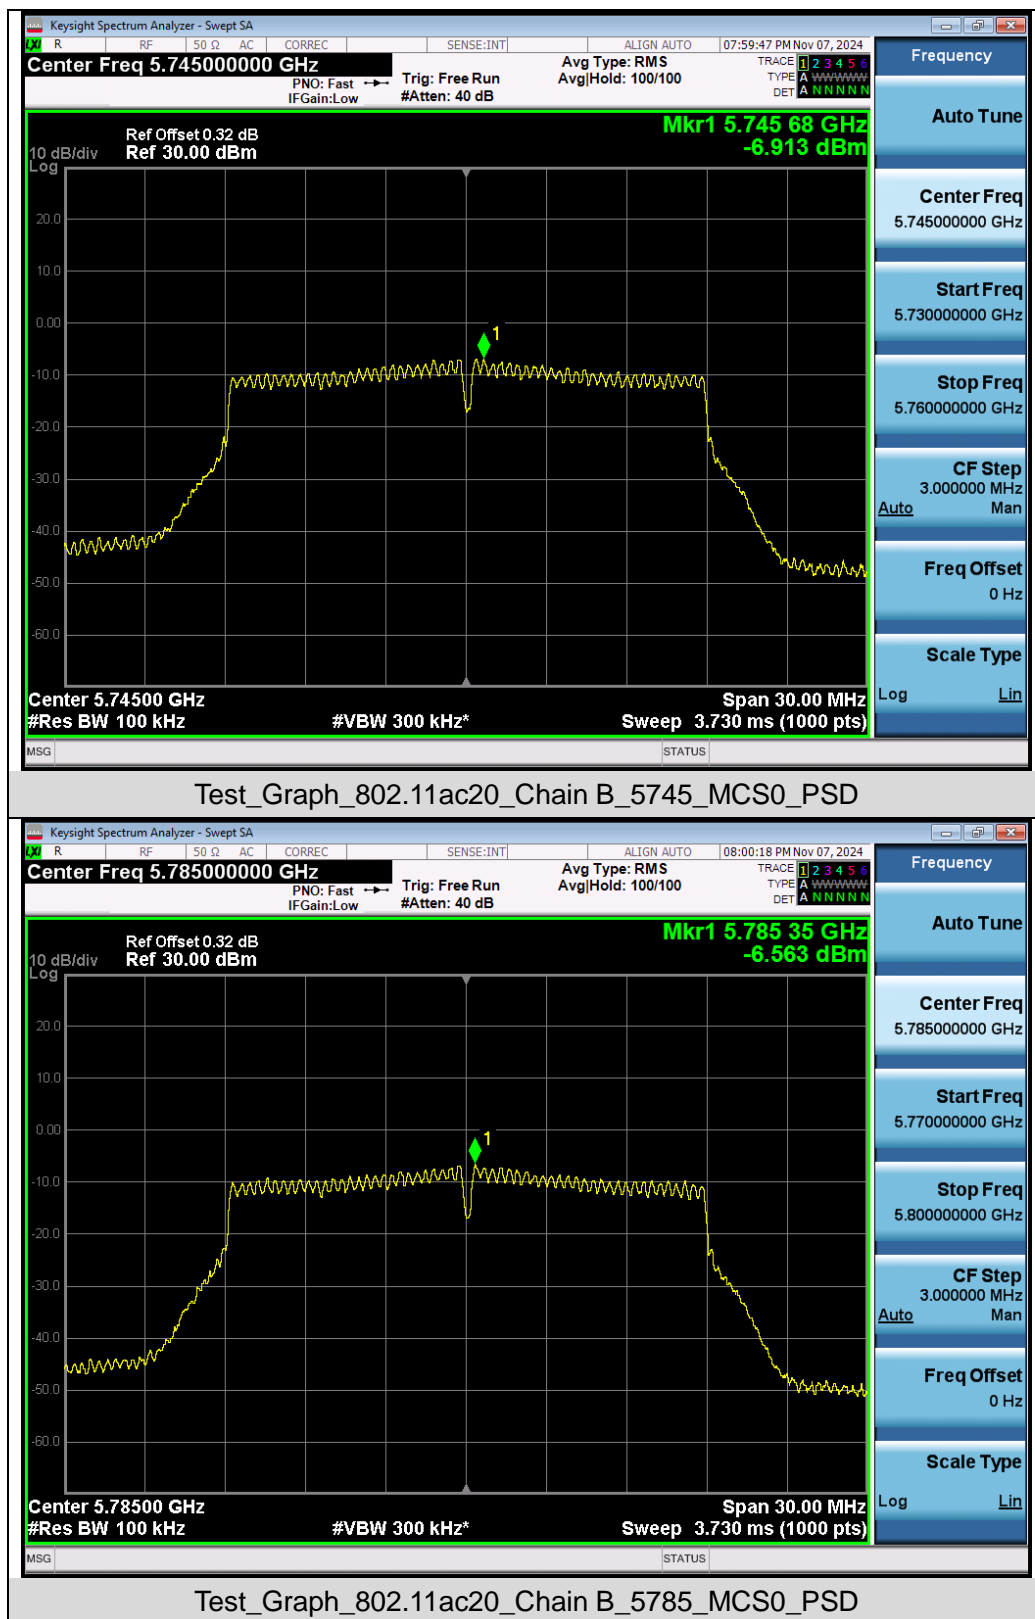 Keysight Spectrum Analyzer - Swept SA
LXI R RF 50 Ω AC CORREC SENSE:INT ALIGN AUTO 07:59:47 PM Nov 07, 2024
Center Freq 5.745000000 GHz
PNO: Fast
IFGain:Low
Trig: Free Run
#Atten: 40 dB
Avg Type: RMS
Avg|Hold: 100/100
TRACE 1 2 3 4 5 6
TYPE A WWWWW
DET A N N N N N
Frequency
Auto Tune
Center Freq
5.745000000 GHz
Start Freq
5.730000000 GHz
Stop Freq
5.760000000 GHz
CF Step
3.000000 MHz
Auto Man
Freq Offset
0 Hz
Scale Type
Log Lin
Mkr1 5.745 68 GHz
-6.913 dBm
Ref Offset 0.32 dB
10 dB/div Ref 30.00 dBm
Log
20.0
10.0
0.00
1
-10.0
-20.0
-30.0
-40.0
-50.0
-60.0
Center 5.74500 GHz Span 30.00 MHz
#Res BW 100 kHz #VBW 300 kHz* Sweep 3.730 ms (1000 pts)
MSG STATUS
Test_Graph_802.11ac20_Chain B_5745_MCS0_PSD
Keysight Spectrum Analyzer - Swept SA
LXI R RF 50 Ω AC CORREC SENSE:INT ALIGN AUTO 08:00:18 PM Nov 07, 2024
Center Freq 5.785000000 GHz
PNO: Fast
IFGain:Low
Trig: Free Run
#Atten: 40 dB
Avg Type: RMS
Avg|Hold: 100/100
TRACE 1 2 3 4 5 6
TYPE A WWWWW
DET A N N N N N
Frequency
Auto Tune
Center Freq
5.785000000 GHz
Start Freq
5.770000000 GHz
Stop Freq
5.800000000 GHz
CF Step
3.000000 MHz
Auto Man
Freq Offset
0 Hz
Scale Type
Log Lin
Mkr1 5.785 35 GHz
-6.563 dBm
Ref Offset 0.32 dB
10 dB/div Ref 30.00 dBm
Log
20.0
10.0
0.00
1
-10.0
-20.0
-30.0
-40.0
-50.0
-60.0
Center 5.78500 GHz Span 30.00 MHz
#Res BW 100 kHz #VBW 300 kHz* Sweep 3.730 ms (1000 pts)
MSG STATUS
Test_Graph_802.11ac20_Chain B_5785_MCS0_PSD